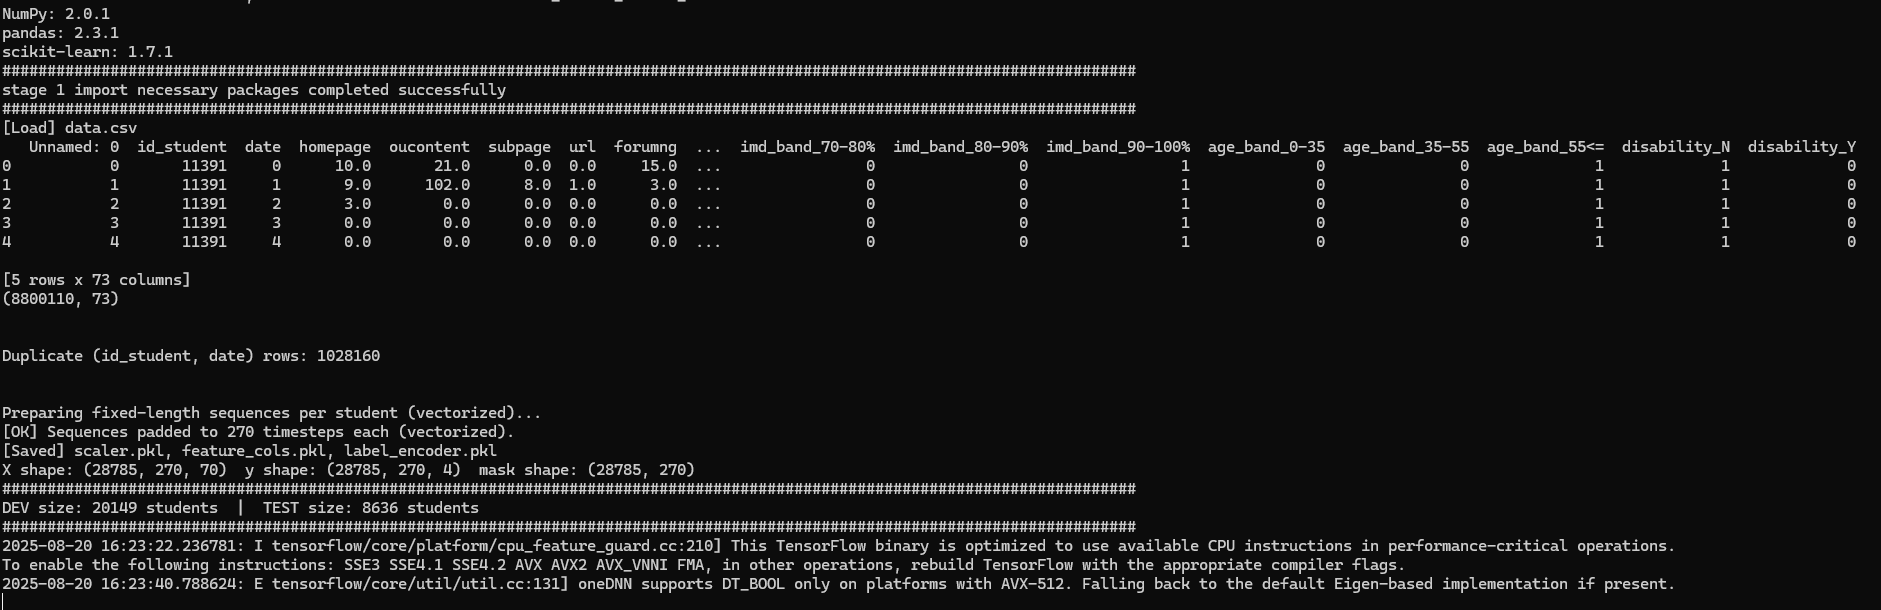 NumPy: 2.0.1
pandas: 2.3.1
scikit-learn: 1.7.1
##############################################################################################################################
stage 1 import necessary packages completed successfully
##############################################################################################################################
[Load] data.csv
   Unnamed: 0  id_student  date  homepage  oucontent  subpage  url  forumng  ...  imd_band_70-80%  imd_band_80-90%  imd_band_90-100%  age_band_0-35  age_band_35-55  age_band_55<=  disability_N  disability_Y
0           0       11391     0      10.0       21.0      0.0  0.0     15.0  ...                0                0                 1              0               0              1             1             0
1           1       11391     1       9.0      102.0      8.0  1.0      3.0  ...                0                0                 1              0               0              1             1             0
2           2       11391     2       3.0        0.0      0.0  0.0      0.0  ...                0                0                 1              0               0              1             1             0
3           3       11391     3       0.0        0.0      0.0  0.0      0.0  ...                0                0                 1              0               0              1             1             0
4           4       11391     4       0.0        0.0      0.0  0.0      0.0  ...                0                0                 1              0               0              1             1             0
[5 rows x 73 columns]
(8800110, 73)
Duplicate (id_student, date) rows: 1028160
Preparing fixed-length sequences per student (vectorized)...
[OK] Sequences padded to 270 timesteps each (vectorized).
[Saved] scaler.pkl, feature_cols.pkl, label_encoder.pkl
X shape: (28785, 270, 70)  y shape: (28785, 270, 4)  mask shape: (28785, 270)
##############################################################################################################################
DEV size: 20149 students  |  TEST size: 8636 students
##############################################################################################################################
2025-08-20 16:23:22.236781: I tensorflow/core/platform/cpu_feature_guard.cc:210] This TensorFlow binary is optimized to use available CPU instructions in performance-critical operations.
To enable the following instructions: SSE3 SSE4.1 SSE4.2 AVX AVX2 AVX_VNNI FMA, in other operations, rebuild TensorFlow with the appropriate compiler flags.
2025-08-20 16:23:40.788624: E tensorflow/core/util/util.cc:131] oneDNN supports DT_BOOL only on platforms with AVX-512. Falling back to the default Eigen-based implementation if present.